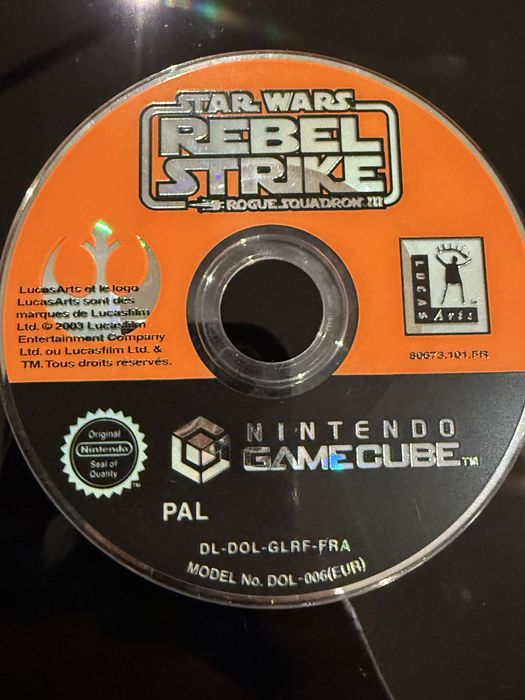 STAR WARS
REBEL
STRIKE
ROGUE SQUADRON III
LucasArts et le logo
LucasArts sont des
marques de Lucasfilm
Ltd. © 2003 Lucasfilm
Entertainment Company
Ltd. ou Lucasfilm Ltd. &
TM. Tous droits réservés.
LUCAS
Arts
80673.101.FR
Original
Nintendo
Seal of
Quality
NINTENDO
GAMECUBE™
PAL
DL-DOL-GLRF-FRA
MODEL No. DOL-006(EUR)